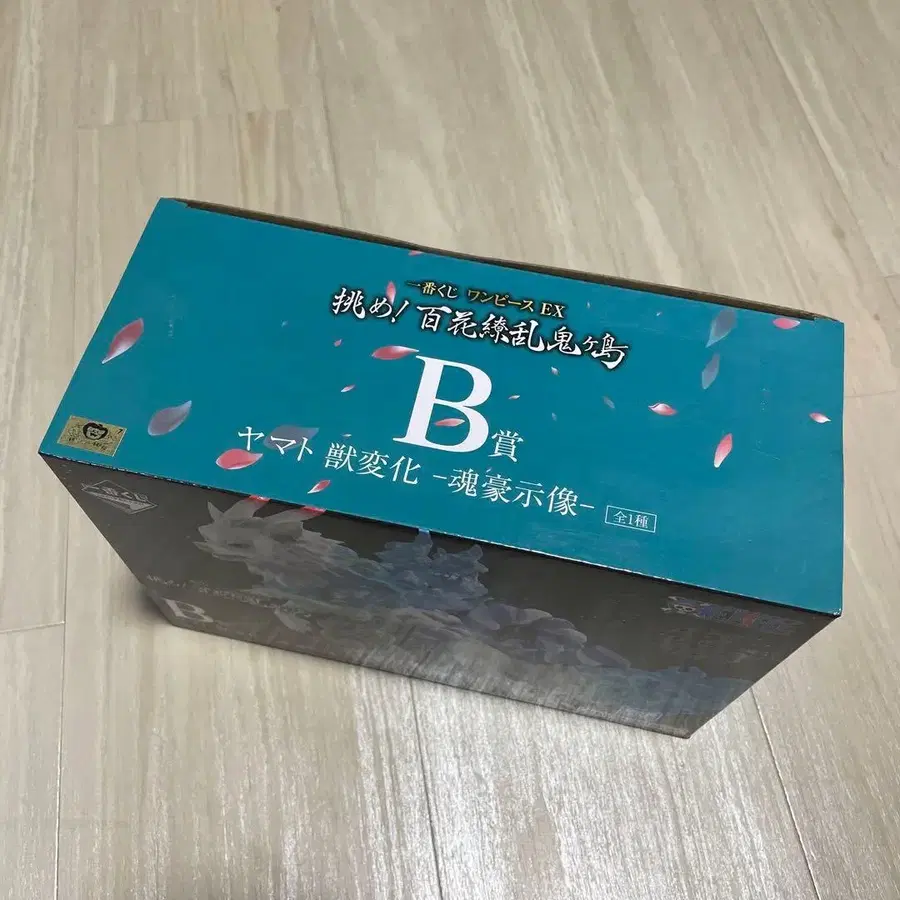 一番くじ ワンピース EX
挑め! 百花繚乱鬼ヶ島
B賞
ヤマト 獣変化 -魂豪示像-
全1種
B